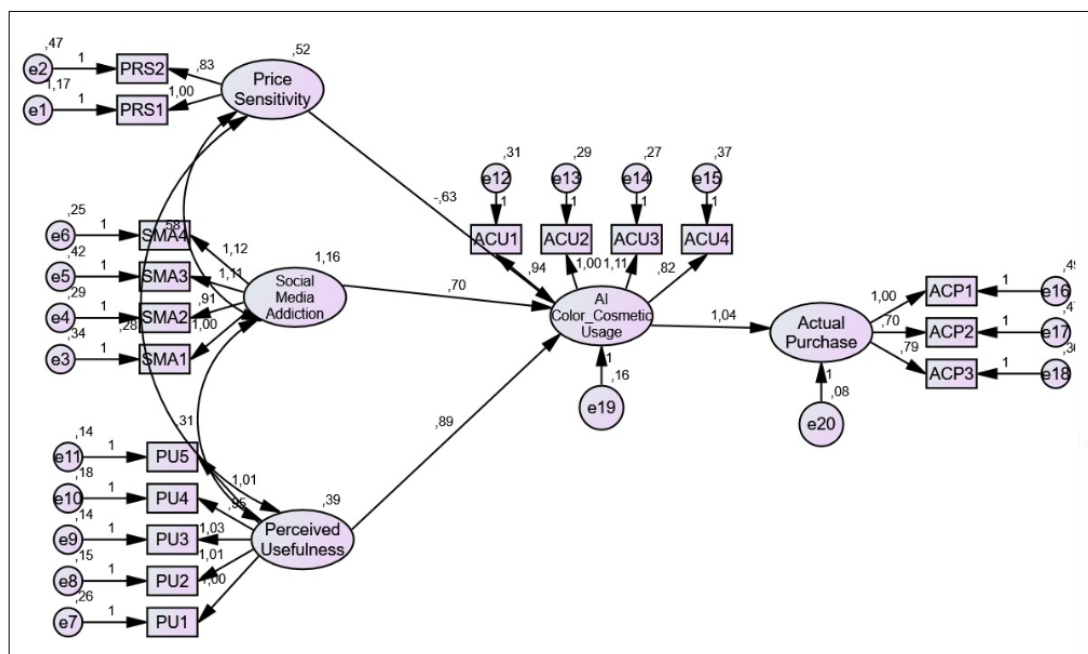 ,47
e2
1
PRS2
,83
,52
Price
Sensitivity
1,17
e1
1
PRS1
1,00
-,63
,31
e12
1
ACU1
,29
e13
1
ACU2
,27
e14
1
ACU3
,37
e15
1
ACU4
,94
1,00
1,11
,82
,25
e6
1
SMA4
,58
1,12
,42
e5
1
SMA3
1,11
,29
e4
1
SMA2
,91
,28
,34
e3
1
SMA1
1,00
1,16
Social
Media
Addiction
,70
AI
Color_Cosmetic
Usage
1
,16
e19
1,04
Actual
Purchase
1
,08
e20
1,00
ACP1
1
e16
,70
ACP2
1
e17
,79
ACP3
1
e18
,31
,89
,14
e11
1
PU5
1,01
,18
e10
1
PU4
,95
,14
e9
1
PU3
1,03
,15
e8
1
PU2
1,01
,26
e7
1
PU1
1,00
,39
Perceived
Usefulness